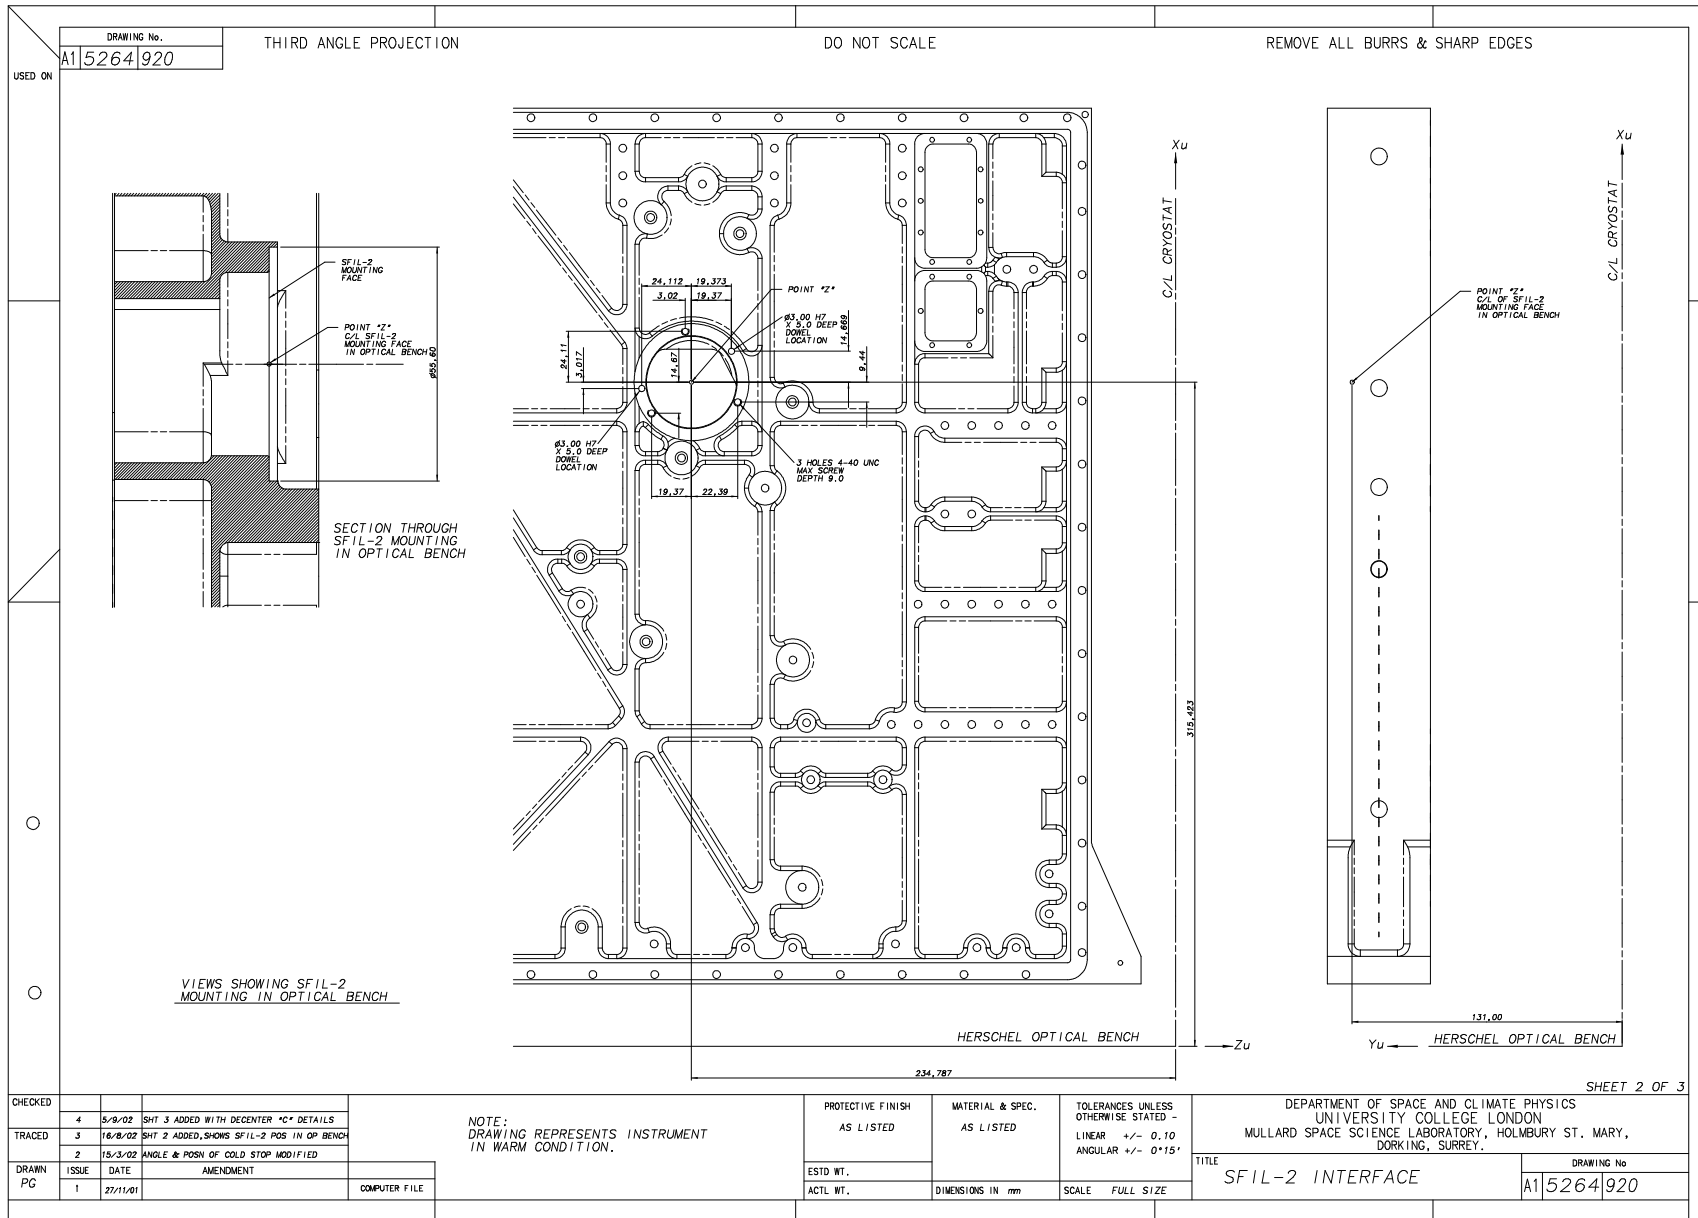 DRAWING No.
A1 5264 920
THIRD ANGLE PROJECTION
DO NOT SCALE
REMOVE ALL BURRS & SHARP EDGES
USED ON
SFIL-2
MOUNTING
FACE
POINT "Z"
C/L SFIL-2
MOUNTING FACE
IN OPTICAL BENCH
ø55.60
SECTION THROUGH
SFIL-2 MOUNTING
IN OPTICAL BENCH
24.112
19.373
3.02
19.37
POINT "Z"
ø3.00 H7
X 5.0 DEEP
DOWEL
LOCATION
14.669
24.11
3.017
14.67
9.44
ø3.00 H7
X 5.0 DEEP
DOWEL
LOCATION
3 HOLES 4-40 UNC
MAX SCREW
DEPTH 9.0
19.37
22.39
Xu
C/L CRYOSTAT
315.423
HERSCHEL OPTICAL BENCH
Zu
234.787
Xu
C/L CRYOSTAT
POINT "Z"
C/L OF SFIL-2
MOUNTING FACE
IN OPTICAL BENCH
131.00
Yu
HERSCHEL OPTICAL BENCH
VIEWS SHOWING SFIL-2
MOUNTING IN OPTICAL BENCH
SHEET 2 OF 3
CHECKED
TRACED
DRAWN
PG
4 5/9/02 SHT 3 ADDED WITH DECENTER "C" DETAILS
3 16/8/02 SHT 2 ADDED,SHOWS SFIL-2 POS IN OP BENCH
2 15/3/02 ANGLE & POSN OF COLD STOP MODIFIED
ISSUE DATE AMENDMENT
1 27/11/01
COMPUTER FILE
NOTE:
DRAWING REPRESENTS INSTRUMENT
IN WARM CONDITION.
PROTECTIVE FINISH
AS LISTED
MATERIAL & SPEC.
AS LISTED
TOLERANCES UNLESS
OTHERWISE STATED -
LINEAR +/- 0.10
ANGULAR +/- 0°15'
ESTD WT.
ACTL WT.
DIMENSIONS IN mm
SCALE FULL SIZE
DEPARTMENT OF SPACE AND CLIMATE PHYSICS
UNIVERSITY COLLEGE LONDON
MULLARD SPACE SCIENCE LABORATORY, HOLMBURY ST. MARY,
DORKING, SURREY.
TITLE
SFIL-2 INTERFACE
DRAWING No
A1 5264 920